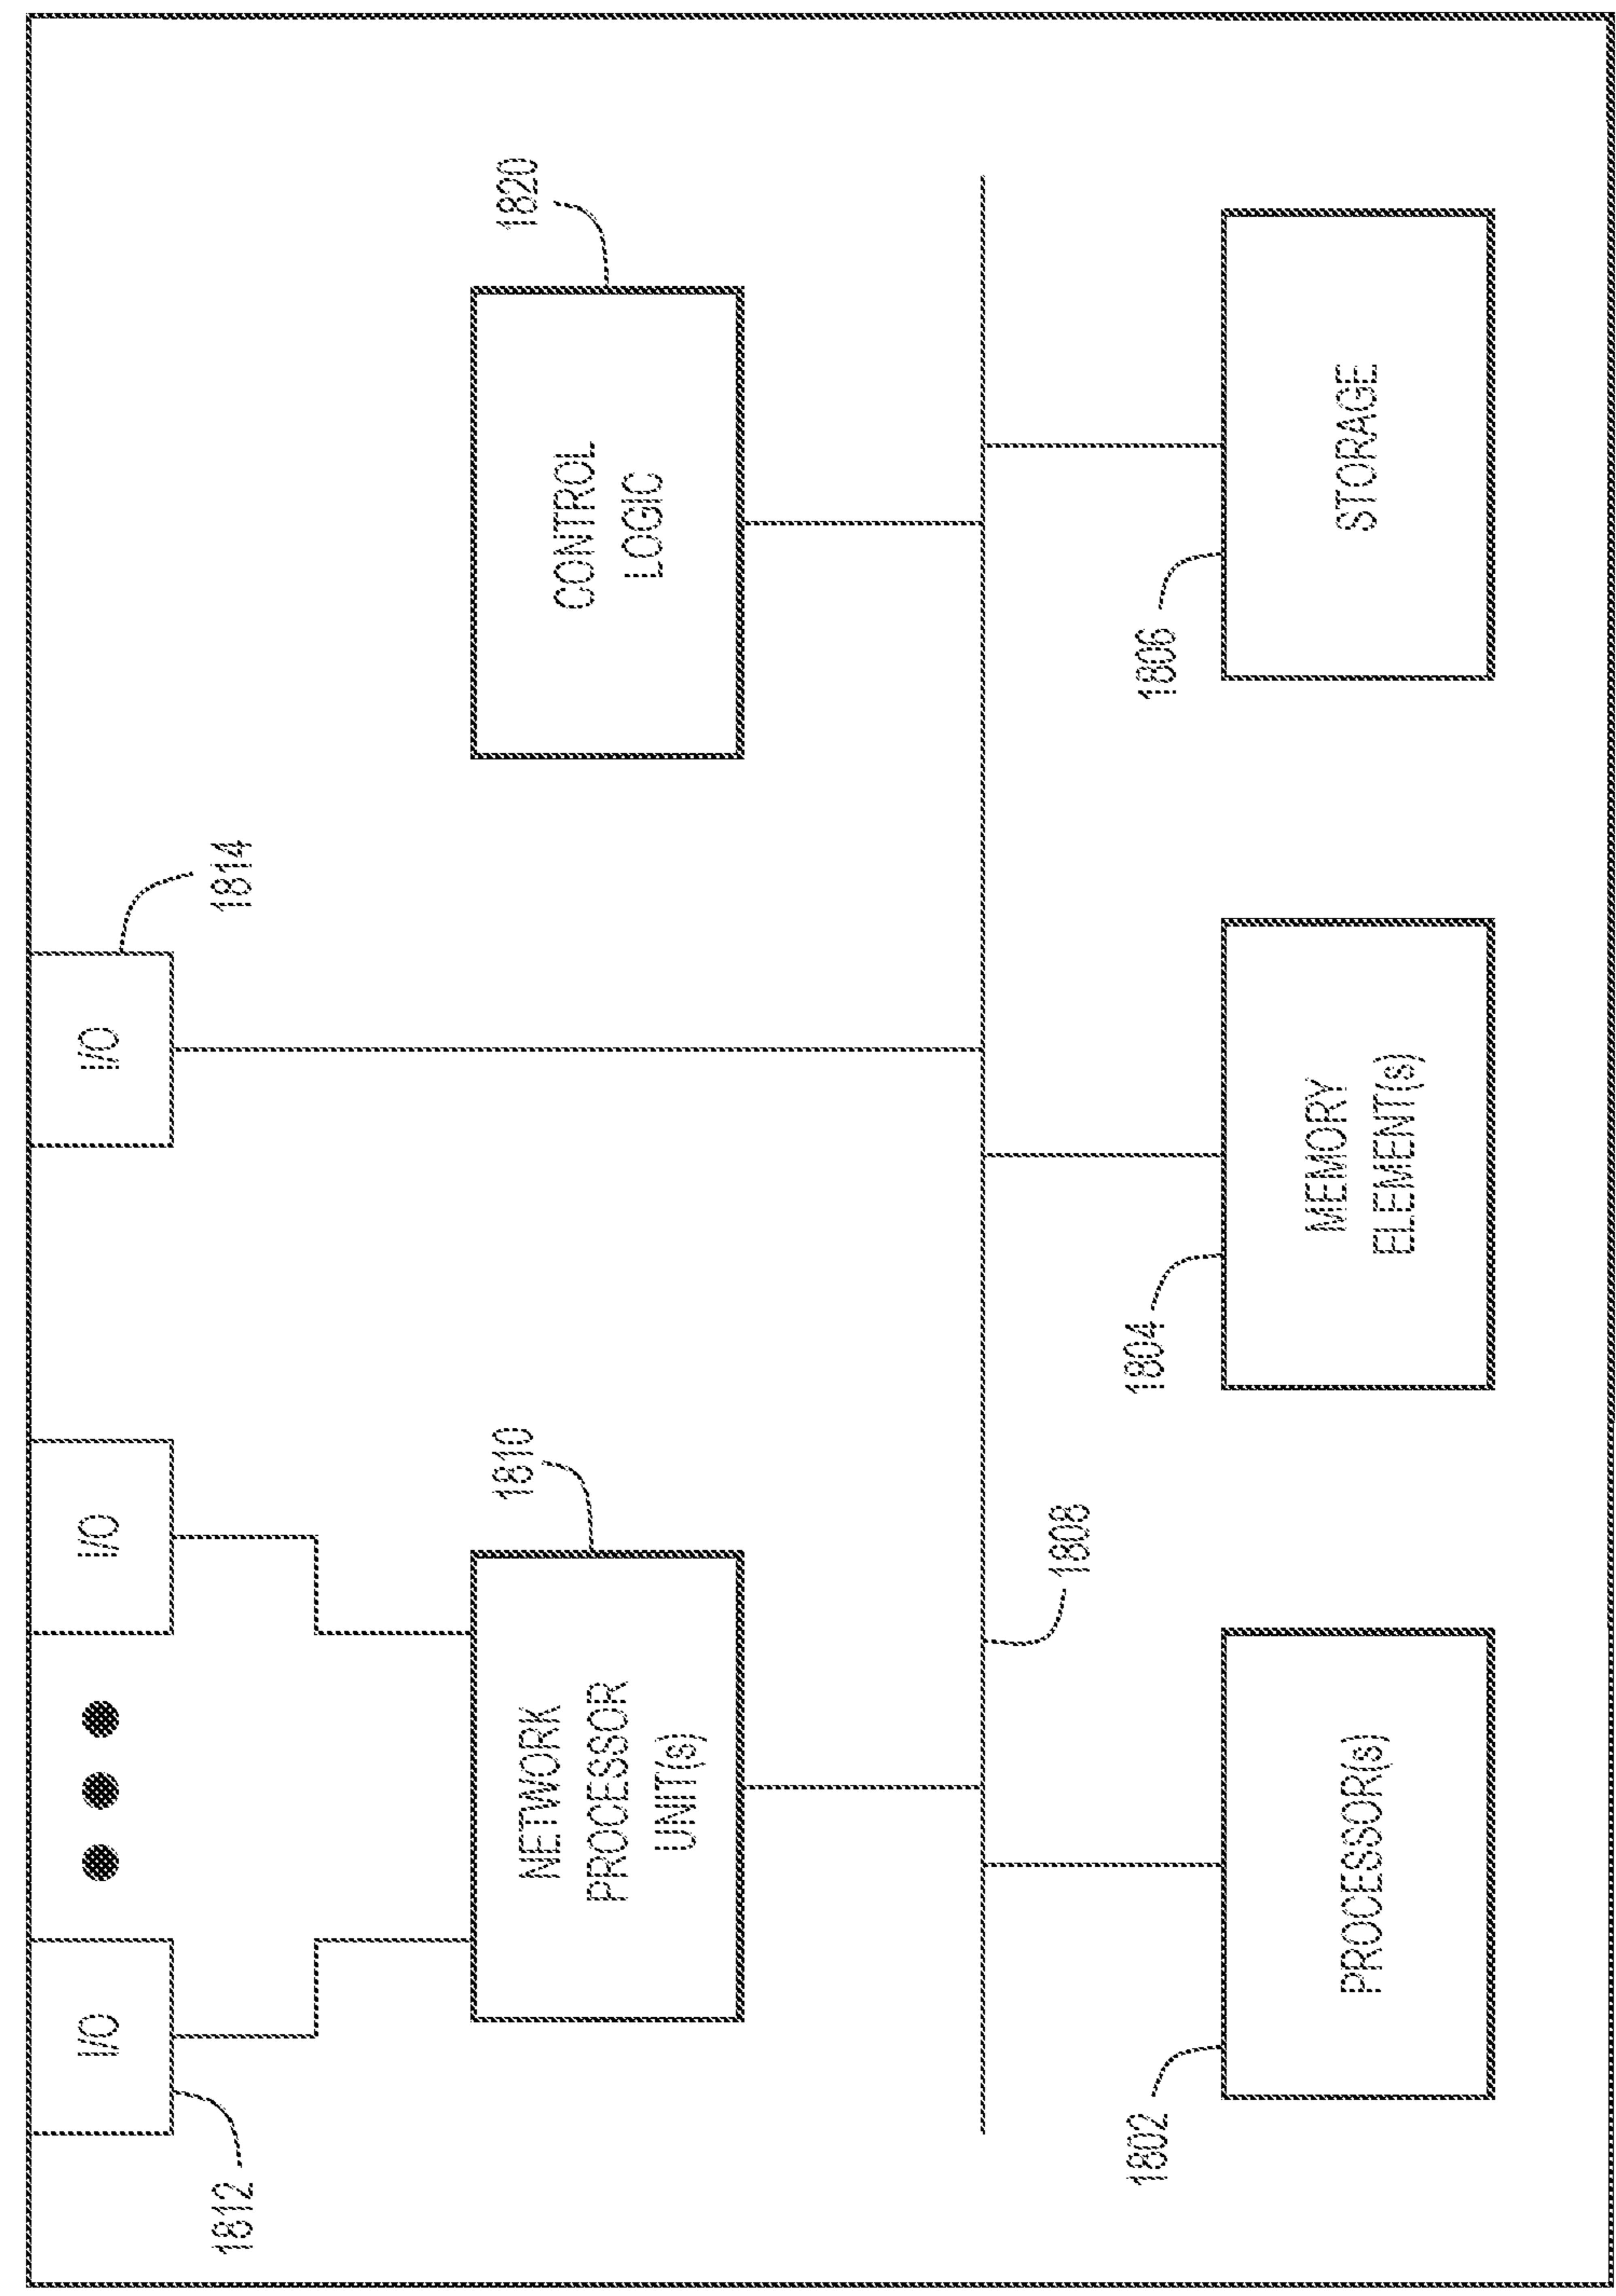 I/O
I/O
I/O
1812
1814
1810
1820
NETWORK
PROCESSOR
UNIT(s)
CONTROL
LOGIC
1808
1802
1804
1806
PROCESSOR(s)
MEMORY
ELEMENT(s)
STORAGE